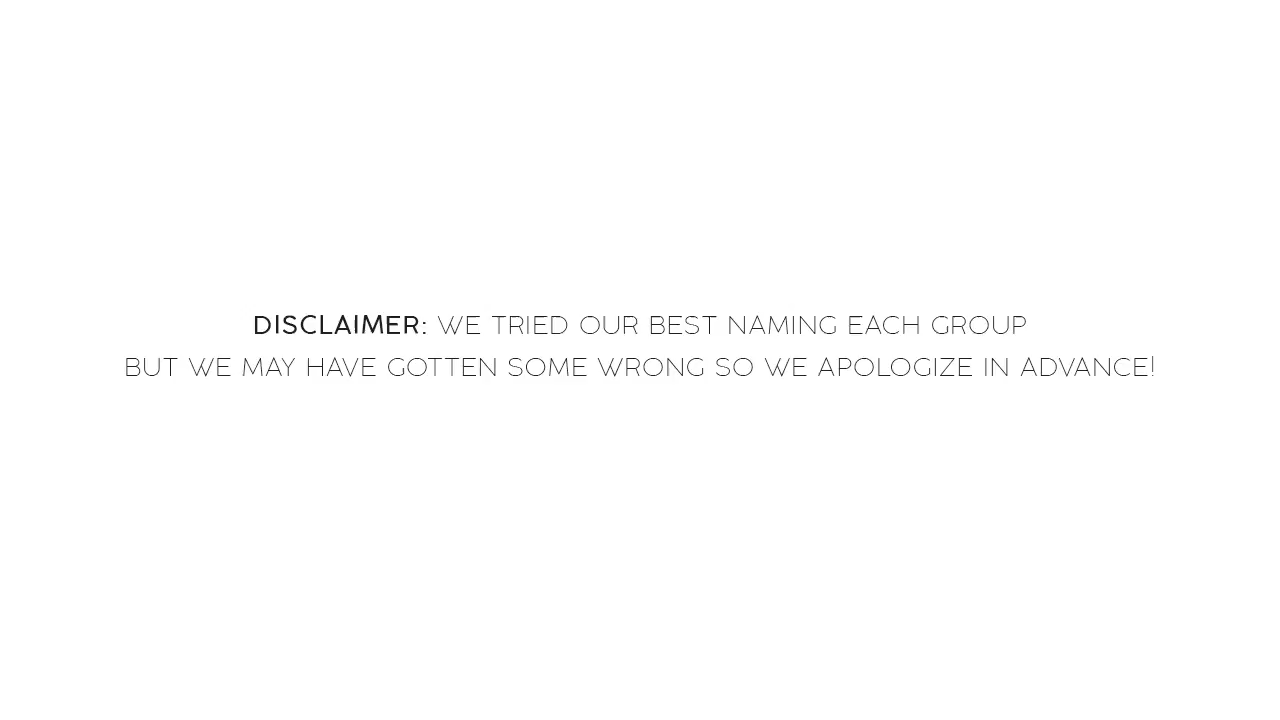 DISCLAIMER: WE TRIED OUR BEST NAMING EACH GROUP
BUT WE MAY HAVE GOTTEN SOME WRONG SO WE APOLOGIZE IN ADVANCE!